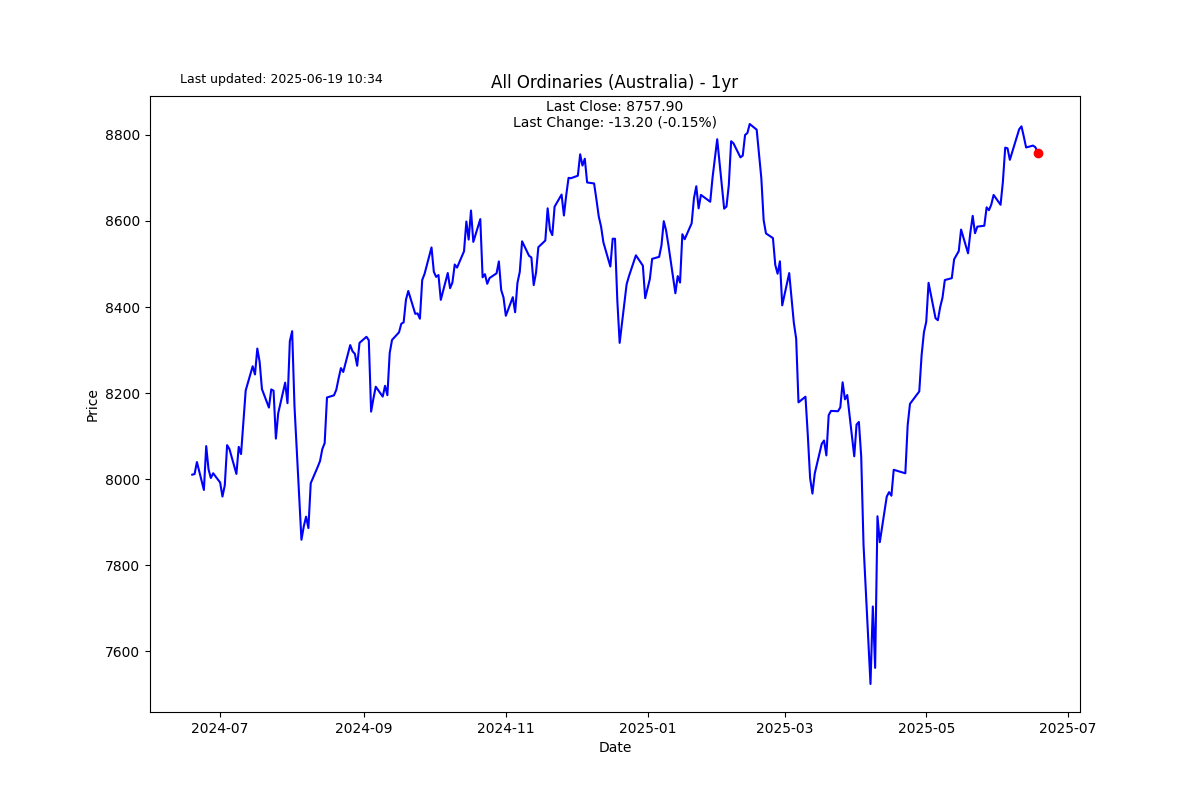 Last updated: 2025-06-19 10:34
All Ordinaries (Australia) - 1yr
Last Close: 8757.90
Last Change: -13.20 (-0.15%)
8800
8600
8400
8200
8000
7800
7600
Price
2024-07
2024-09
2024-11
2025-01
2025-03
2025-05
2025-07
Date